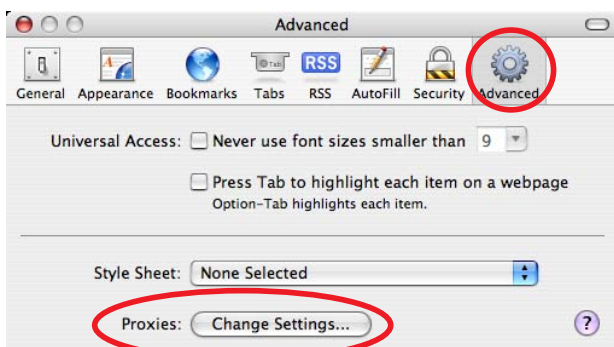 Advanced
Tab RSS
General Appearance Bookmarks Tabs RSS AutoFill Security Advanced
Universal Access: Never use font sizes smaller than 9
Press Tab to highlight each item on a webpage
Option-Tab highlights each item.
Style Sheet: None Selected
Proxies: Change Settings... ?